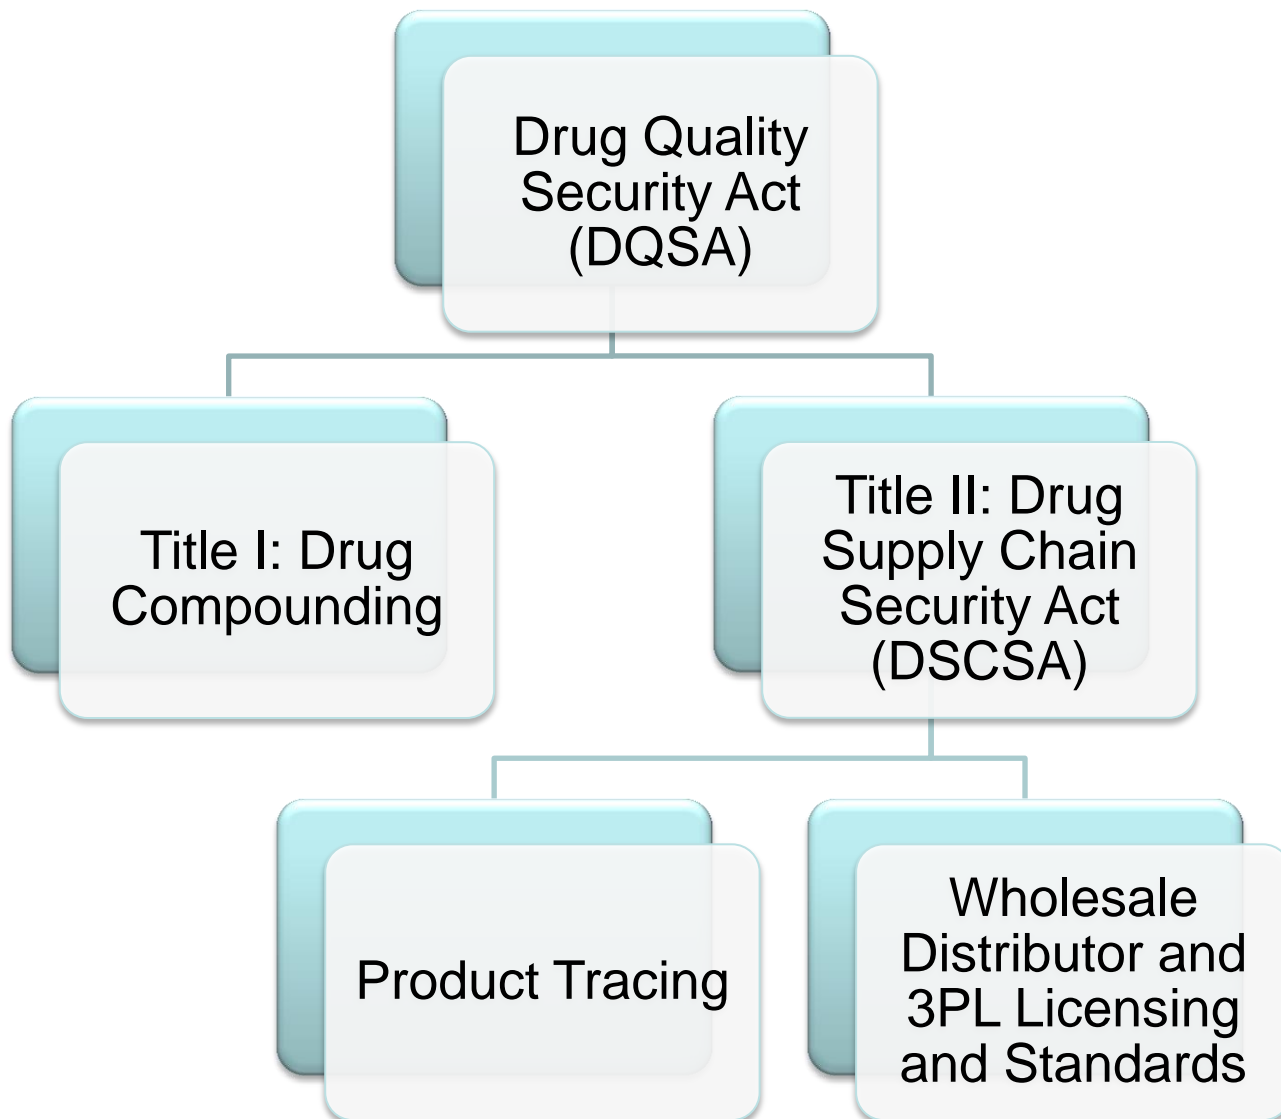 Drug Quality
Security Act
(DQSA)
Title I: Drug
Compounding
Title II: Drug
Supply Chain
Security Act
(DSCSA)
Product Tracing
Wholesale
Distributor and
3PL Licensing
and Standards